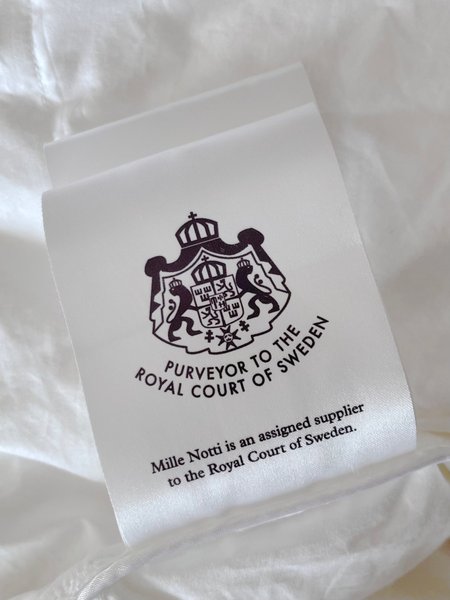 PURVEYOR TO THE
ROYAL COURT OF SWEDEN
Mille Notti is an assigned supplier
to the Royal Court of Sweden.